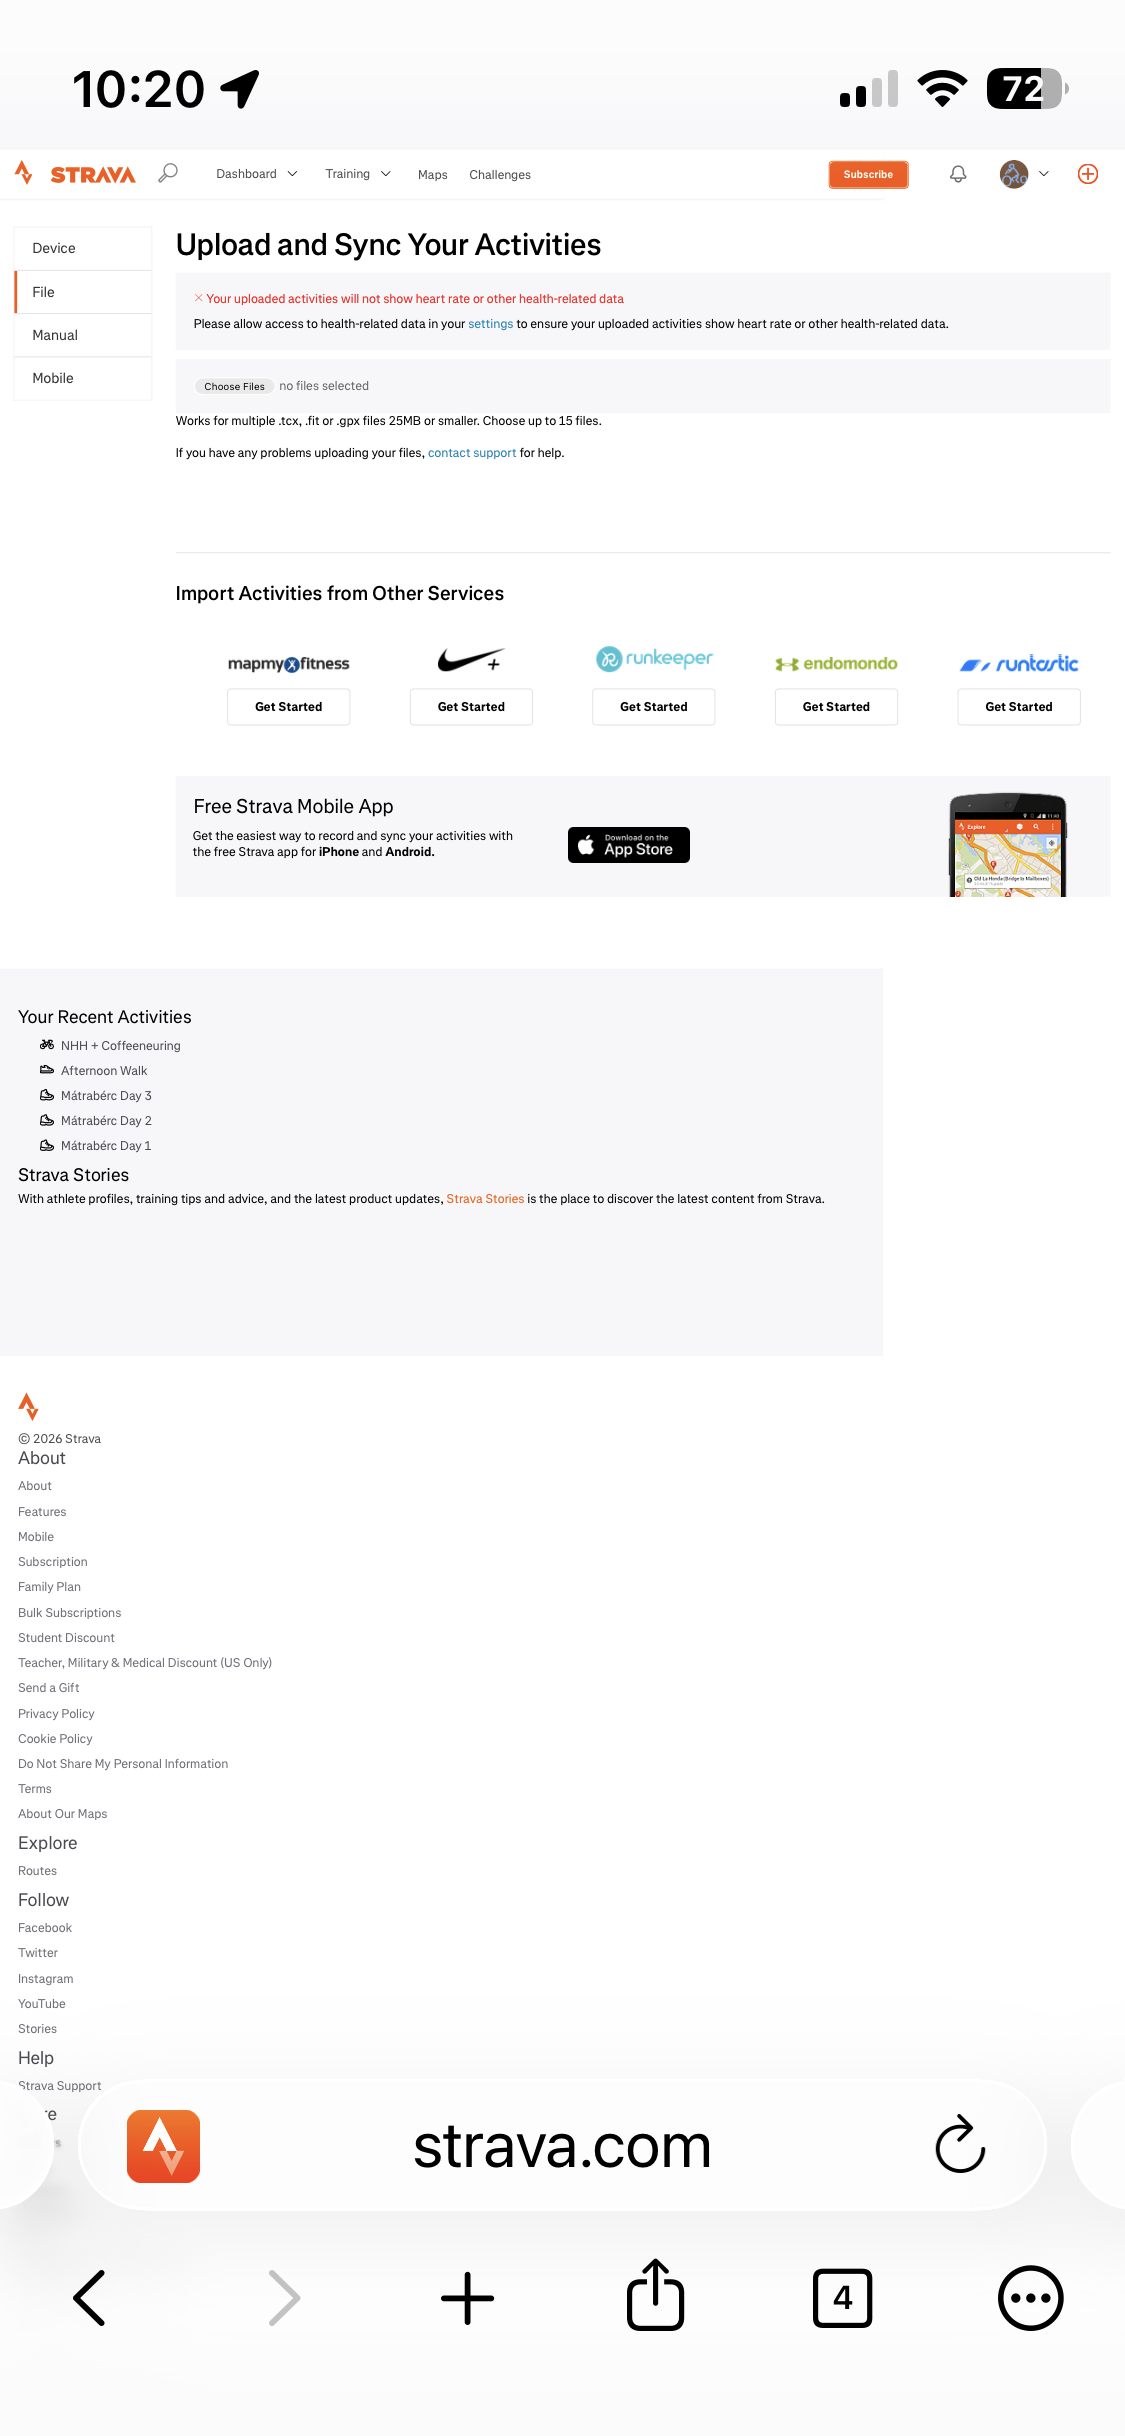 10:20
72
STRAVA
Dashboard
Training
Maps
Challenges
Subscribe
Device
File
Manual
Mobile
Upload and Sync Your Activities
Your uploaded activities will not show heart rate or other health-related data
Please allow access to health-related data in your settings to ensure your uploaded activities show heart rate or other health-related data.
Choose Files no files selected
Works for multiple .tcx, .fit or .gpx files 25MB or smaller. Choose up to 15 files.
If you have any problems uploading your files, contact support for help.
Import Activities from Other Services
mapmyfitness
runkeeper
endomondo
runtastic
Get Started
Get Started
Get Started
Get Started
Get Started
Free Strava Mobile App
Get the easiest way to record and sync your activities with
the free Strava app for iPhone and Android.
Download on the
App Store
Explore
Old La Honda (Bridge to Mailboxes)
Your Recent Activities
NHH + Coffeeneuring
Afternoon Walk
Mátrabérc Day 3
Mátrabérc Day 2
Mátrabérc Day 1
Strava Stories
With athlete profiles, training tips and advice, and the latest product updates, Strava Stories is the place to discover the latest content from Strava.
© 2026 Strava
About
About
Features
Mobile
Subscription
Family Plan
Bulk Subscriptions
Student Discount
Teacher, Military & Medical Discount (US Only)
Send a Gift
Privacy Policy
Cookie Policy
Do Not Share My Personal Information
Terms
About Our Maps
Explore
Routes
Follow
Facebook
Twitter
Instagram
YouTube
Stories
Help
Strava Support
strava.com
4